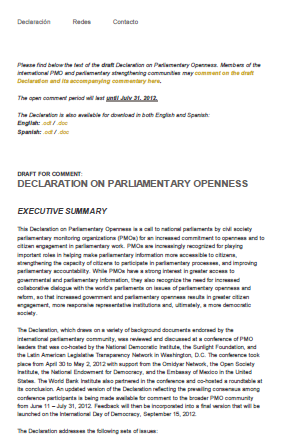 Declaración Redes Contacto
Please find below the text of the draft Declaration on Parliamentary Openness. Members of the
international PMO and parliamentary strengthening communities may comment on the draft
Declaration and its accompanying commentary here.
The open comment period will last until July 31, 2012.
The Declaration is also available for download in both English and Spanish:
English: .odt / .doc
Spanish: .odt / .doc
DRAFT FOR COMMENT:
DECLARATION ON PARLIAMENTARY OPENNESS
EXECUTIVE SUMMARY
This Declaration on Parliamentary Openness is a call to national parliaments by civil society
parliamentary monitoring organizations (PMOs) for an increased commitment to openness and to
citizen engagement in parliamentary work. PMOs are increasingly recognized for playing
important roles in helping make parliamentary information more accessible to citizens,
strengthening the capacity of citizens to participate in parliamentary processes, and improving
parliamentary accountability. While PMOs have a strong interest in greater access to
governmental and parliamentary information, they also recognize the need for increased
collaborative dialogue with the world's parliaments on issues of parliamentary openness and
reform, so that increased government and parliamentary openness results in greater citizen
engagement, more responsive representative institutions and, ultimately, a more democratic
society.
The Declaration, which draws on a variety of background documents endorsed by the
international parliamentary community, was reviewed and discussed at a conference of PMO
leaders that was co-hosted by the National Democratic Institute, the Sunlight Foundation, and
the Latin American Legislative Transparency Network in Washington, D.C. The conference took
place from April 30 to May 2, 2012 with support from the Omidyar Network, the Open Society
Institute, the National Endowment for Democracy, and the Embassy of Mexico in the United
States. The World Bank Institute also partnered in the conference and co-hosted a roundtable at
its conclusion. An updated version of the Declaration reflecting the prevailing consensus among
conference participants is being made available for comment to the broader PMO community
from June 11 – July 31, 2012. Feedback will then be incorporated into a final version that will be
launched on the International Day of Democracy, September 15, 2012.
The Declaration addresses the following sets of issues: